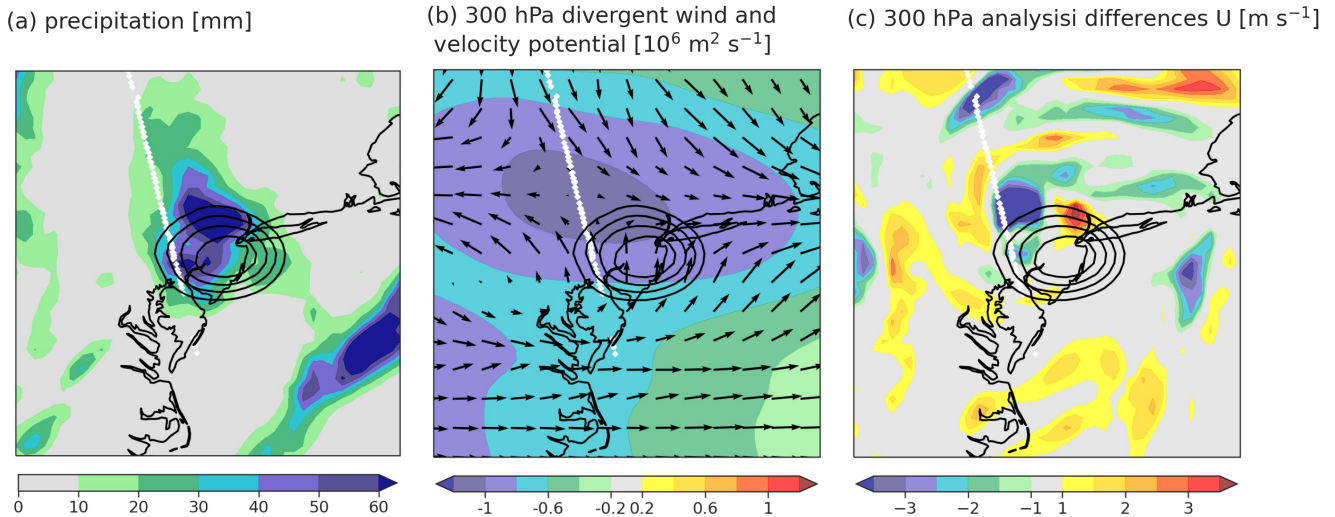 (a) precipitation [mm]
(b) 300 hPa divergent wind and
velocity potential [10⁶ m² s⁻¹]
(c) 300 hPa analysisi differences U [m s⁻¹]
0 10 20 30 40 50 60
-1 -0.6 -0.2 0.2 0.6 1
−3 −2 −1 1 2 3